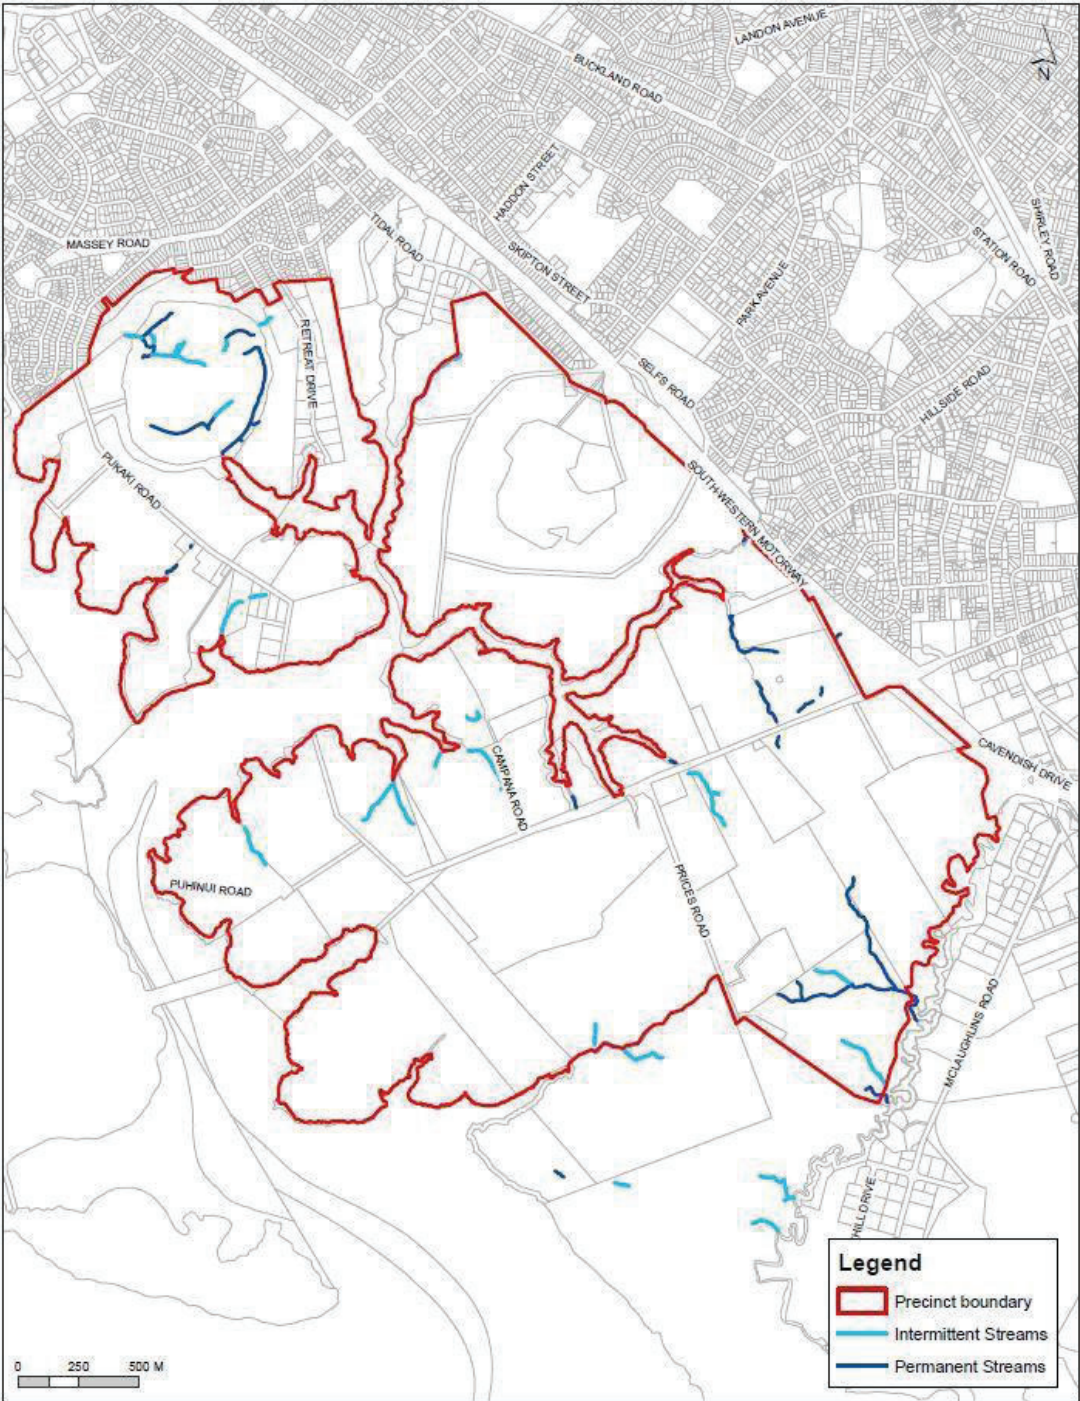 LANDON AVENUE
BUCKLAND ROAD
N
HADDON STREET
SHIRLEY ROAD
MASSEY ROAD
TIDAL ROAD
STATION ROAD
SKIPTON STREET
PARK AVENUE
RETREAT DRIVE
SELFS ROAD
HILLSIDE ROAD
PUKAKI ROAD
SOUTH-WESTERN MOTORWAY
CAMPANA ROAD
CAVENDISH DRIVE
PUHINUI ROAD
PRICES ROAD
MCLAUGHLINS ROAD
HILL DRIVE
Legend
Precinct boundary
Intermittent Streams
Permanent Streams
0 250 500 M